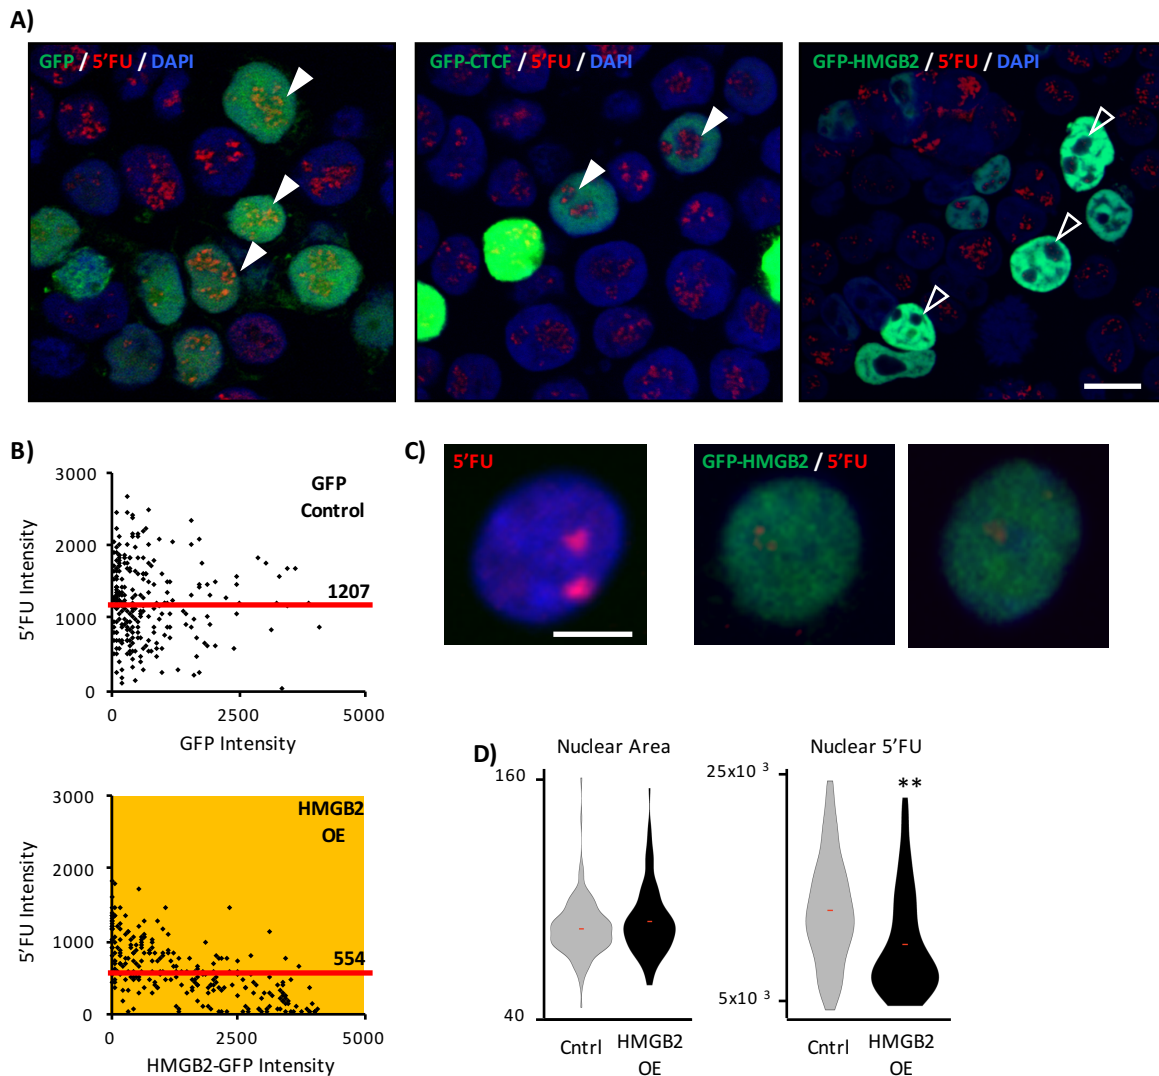 A)
GFP / 5’FU / DAPI
GFP-CTCF / 5’FU / DAPI
GFP-HMGB2 / 5’FU / DAPI
B)
3000
2000
1000
0
5’FU Intensity
GFP
Control
1207
0 2500 5000
GFP Intensity
3000
2000
1000
0
5’FU Intensity
HMGB2
OE
554
0 2500 5000
HMGB2-GFP Intensity
C)
5’FU
GFP-HMGB2 / 5’FU
D)
Nuclear Area
160
40
Cntrl HMGB2
OE
Nuclear 5’FU
25x10 3
**
5x10 3
Cntrl HMGB2
OE